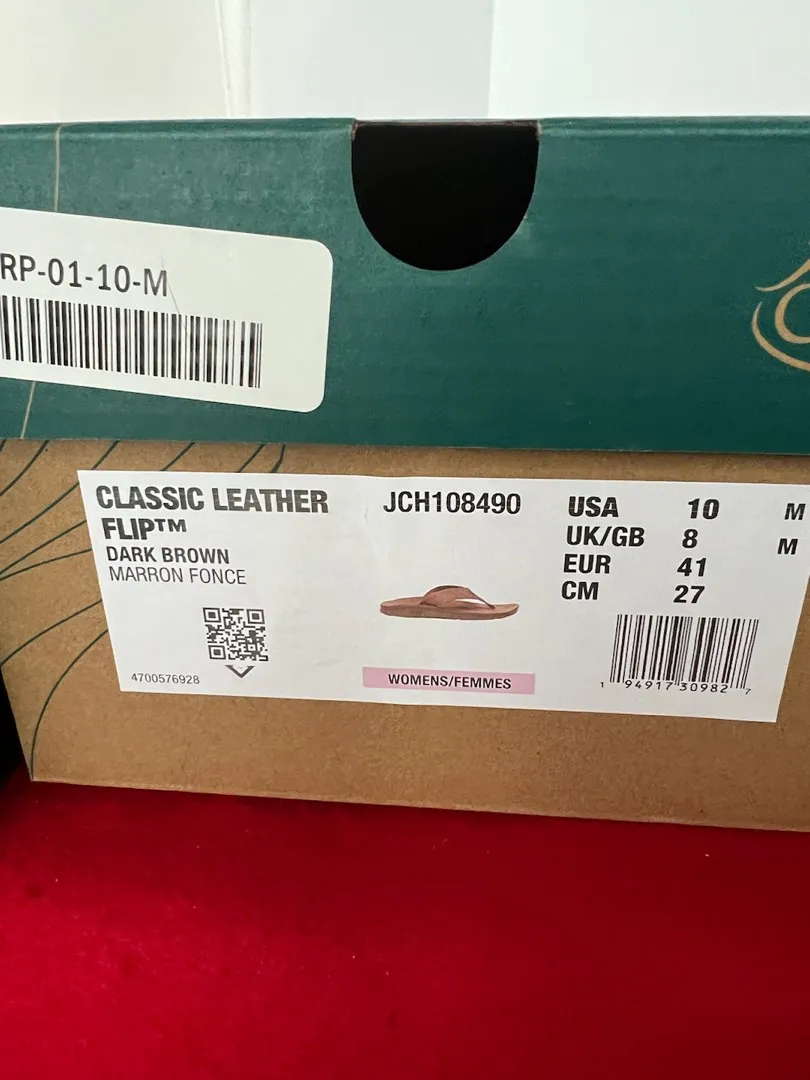 RP-01-10-M
CLASSIC LEATHER
FLIP™
DARK BROWN
MARRON FONCE
4700576928
JCH108490
WOMENS/FEMMES
USA 10 M
UK/GB 8 M
EUR 41
CM 27
1 94917 30982 7